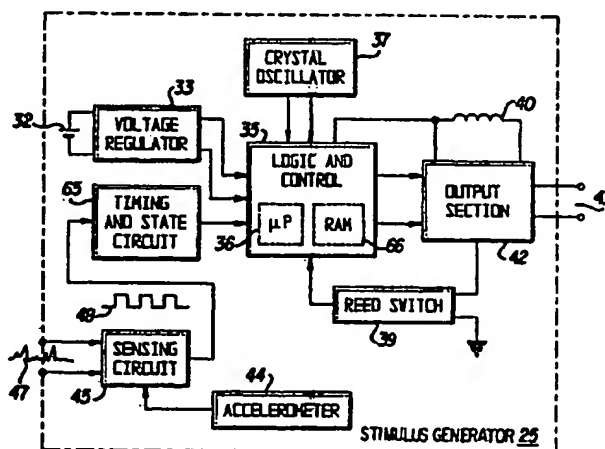 37
CRYSTAL
OSCILLATOR
33
32
VOLTAGE
REGULATOR
35
40
LOGIC AND
CONTROL
65
TIMING
AND STATE
CIRCUIT
OUTPUT
SECTION
μP
RAM
36
66
42
48
REED SWITCH
39
SENSING
CIRCUIT
47
45
44
ACCELEROMETER
STIMULUS GENERATOR 25